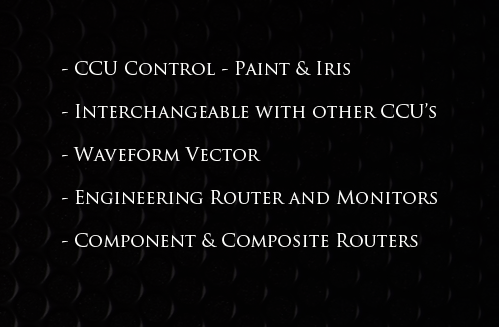 - CCU Control - Paint & Iris
- Interchangeable with other CCU's
- Waveform Vector
- Engineering Router and Monitors
- Component & Composite Routers